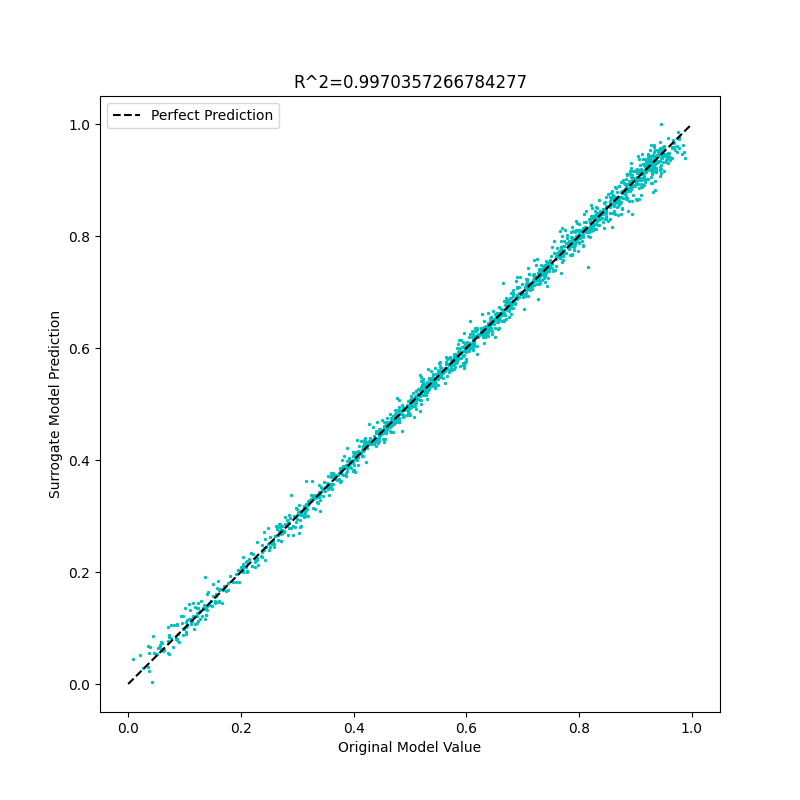 R^2=0.9970357266784277
Perfect Prediction
1.0
0.8
0.6
0.4
0.2
0.0
Surrogate Model Prediction
0.0 0.2 0.4 0.6 0.8 1.0
Original Model Value